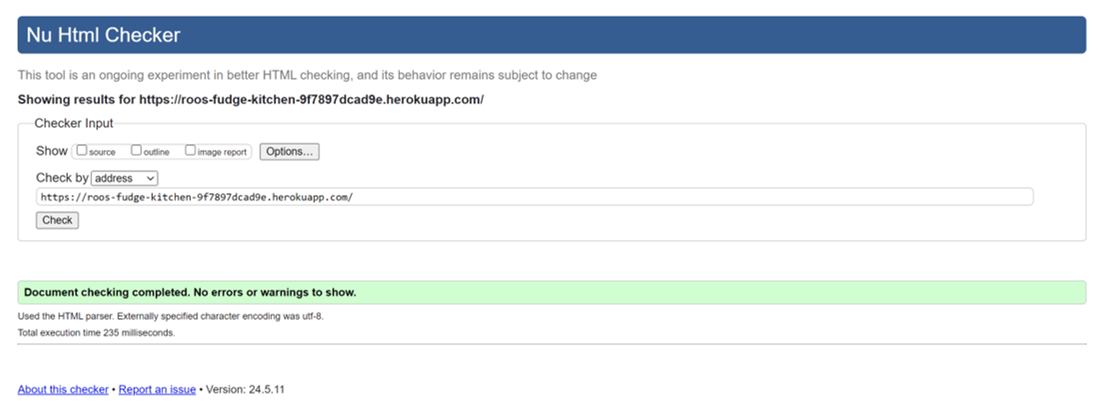 Nu Html Checker
This tool is an ongoing experiment in better HTML checking, and its behavior remains subject to change
Showing results for https://roos-fudge-kitchen-9f7897dcad9e.herokuapp.com/
Checker Input
Show source outline image report Options...
Check by address
https://roos-fudge-kitchen-9f7897dcad9e.herokuapp.com/
Check
Document checking completed. No errors or warnings to show.
Used the HTML parser. Externally specified character encoding was utf-8.
Total execution time 235 milliseconds.
About this checker • Report an issue • Version: 24.5.11